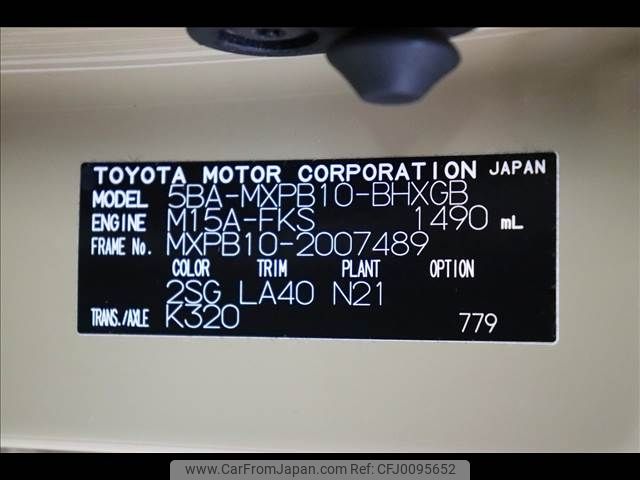 TOYOTA MOTOR CORPORATION JAPAN
MODEL 5BA-MXPB10-BHXGB
ENGINE M15A-FKS 1490 mL
FRAME No. MXPB10-2007489
COLOR TRIM PLANT OPTION
2SG LA40 N21
TRANS./AXLE K320
779
www.CarFromJapan.com - CFJ0095652